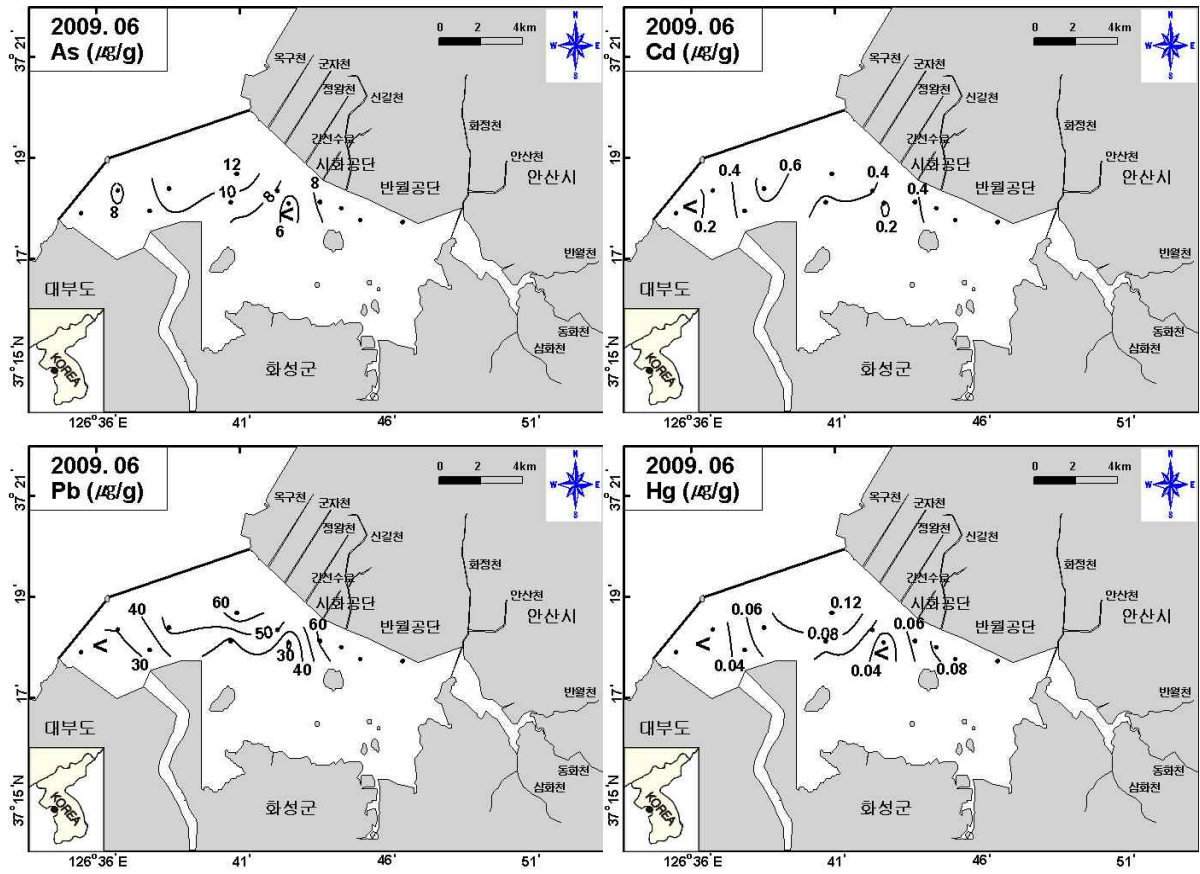 2009. 06
As (㎍/g)
0 2 4km
N
W E
S
37° 21'
19'
17'
37° 15' N
126° 36' E
41'
46'
51'
옥구천
군자천
정왕천
신길천
간선수로
시화공단
반월공단
화정천
안산천
안산시
반월천
동화천
삼화천
대부도
화성군
KOREA
12
10
8
8
8
<
6
2009. 06
Cd (㎍/g)
0 2 4km
N
W E
S
37° 21'
19'
17'
37° 15' N
126° 36' E
41'
46'
51'
옥구천
군자천
정왕천
신길천
간선수로
시화공단
반월공단
화정천
안산천
안산시
반월천
동화천
삼화천
대부도
화성군
KOREA
0.4
0.6
0.4
0.4
<
0.2
0.2
2009. 06
Pb (㎍/g)
0 2 4km
N
W E
S
37° 21'
19'
17'
37° 15' N
126° 36' E
41'
46'
51'
옥구천
군자천
정왕천
신길천
간선수로
시화공단
반월공단
화정천
안산천
안산시
반월천
동화천
삼화천
대부도
화성군
KOREA
40
60
50
60
<
30
30
40
2009. 06
Hg (㎍/g)
0 2 4km
N
W E
S
37° 21'
19'
17'
37° 15' N
126° 36' E
41'
46'
51'
옥구천
군자천
정왕천
신길천
간선수로
시화공단
반월공단
화정천
안산천
안산시
반월천
동화천
삼화천
대부도
화성군
KOREA
0.06
0.12
0.08
0.06
<
0.04
0.04
<
0.08